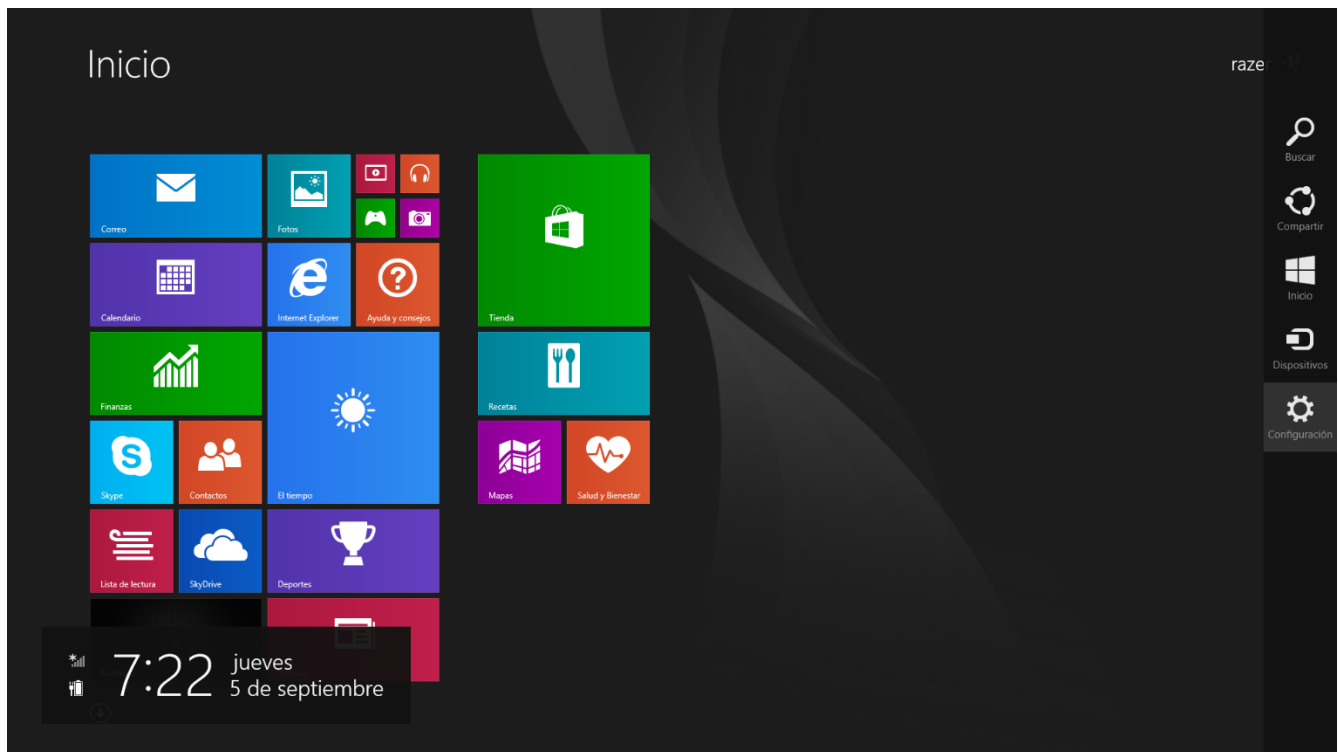 Inicio
raze
Buscar
Compartir
Inicio
Dispositivos
Configuración
Correo
Fotos
Calendario
Internet Explorer
Ayuda y consejos
Finanzas
El tiempo
Skype
Contactos
Lista de lectura
SkyDrive
Deportes
Tienda
Recetas
Mapas
Salud y Bienestar
7:22
jueves
5 de septiembre